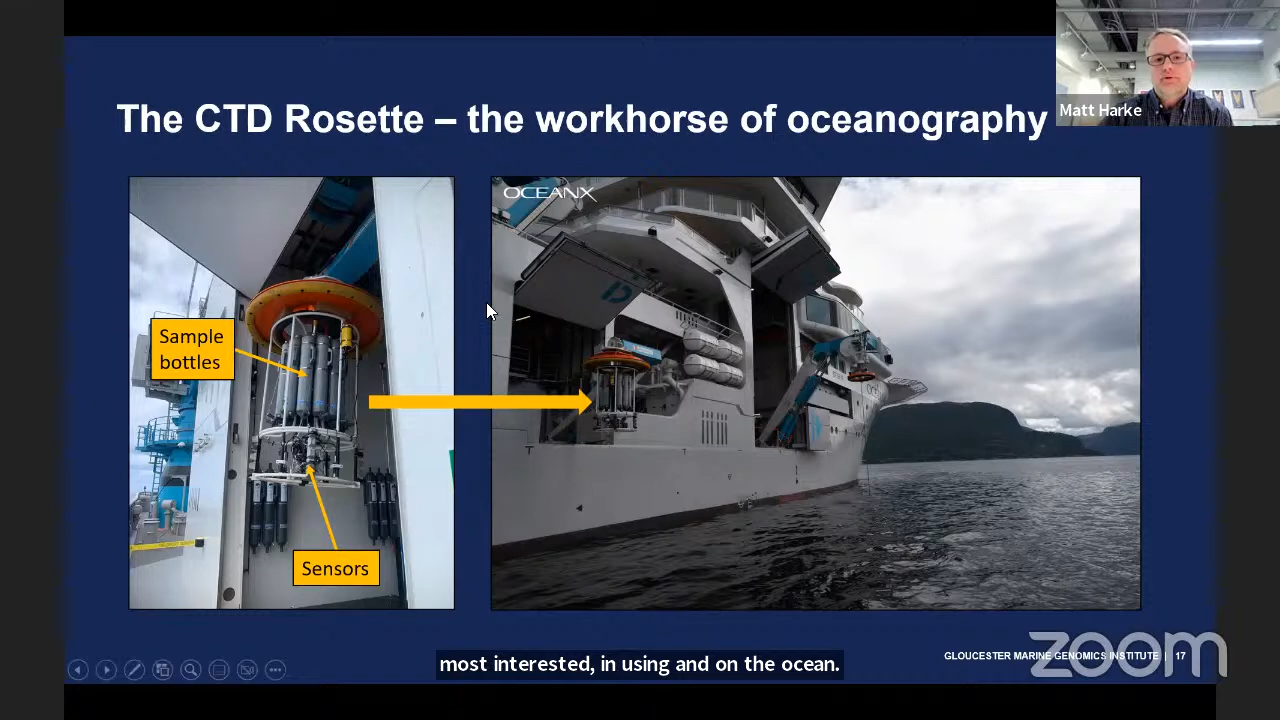 Matt Harke
The CTD Rosette – the workhorse of oceanography
OCEANX
Sample
bottles
Sensors
most interested, in using and on the ocean.
GLOUCESTER MARINE GENOMICS INSTITUTE | 17
zoom